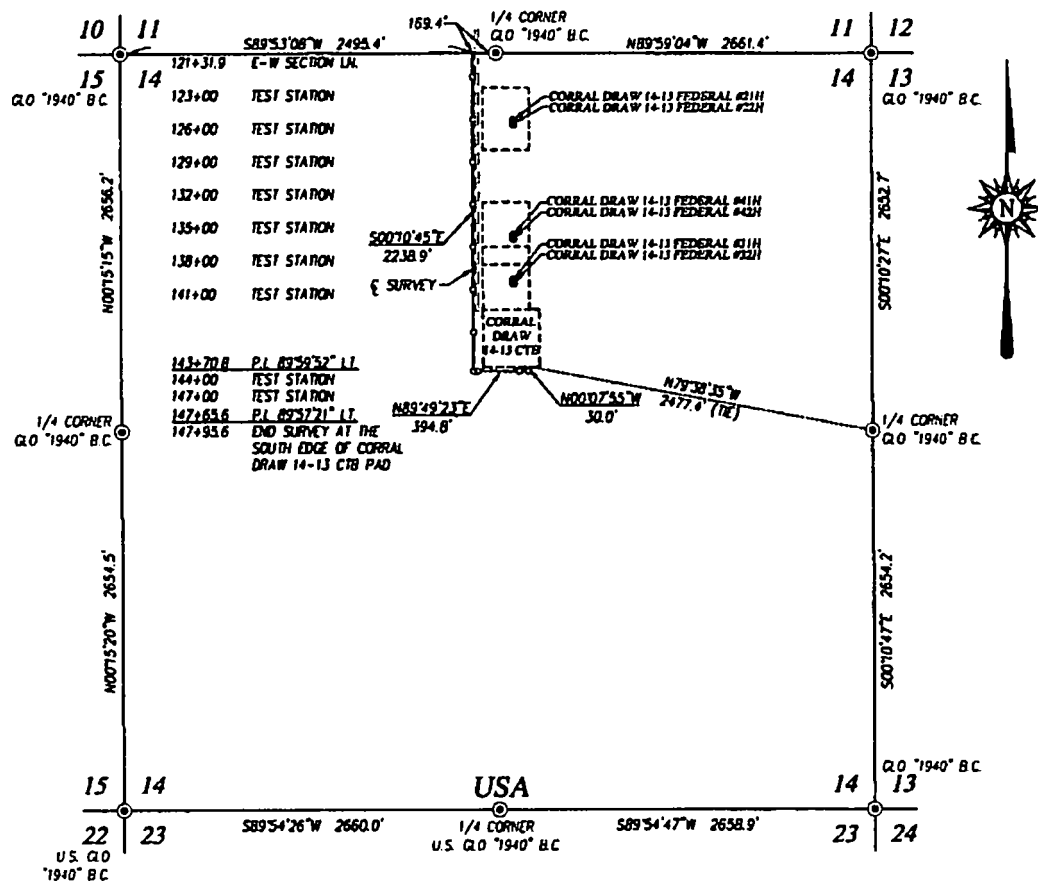 10 11
15 14
GLO "1940" B.C.
S89°53'08"W 2495.4'
169.4'
1/4 CORNER
GLO "1940" B.C.
N89°59'04"W 2661.4'
11 12
14 13
GLO "1940" B.C.
121+31.9 E-W SECTION LN.
123+00 TEST STATION
126+00 TEST STATION
129+00 TEST STATION
132+00 TEST STATION
135+00 TEST STATION
138+00 TEST STATION
141+00 TEST STATION
143+70.8 P.I. 89°59'52" LT.
144+00 TEST STATION
147+00 TEST STATION
147+65.6 P.I. 89°57'21" LT.
147+95.6 END SURVEY AT THE
SOUTH EDGE OF CORRAL
DRAW 14-13 CTB PAD
CORRAL DRAW 14-13 FEDERAL #21H
CORRAL DRAW 14-13 FEDERAL #22H
CORRAL DRAW 14-13 FEDERAL #41H
CORRAL DRAW 14-13 FEDERAL #42H
CORRAL DRAW 14-13 FEDERAL #31H
CORRAL DRAW 14-13 FEDERAL #32H
S00°10'45"E
2238.9'
℄ SURVEY
CORRAL
DRAW
14-13 CTB
N89°49'23"E
394.8'
N00°07'55"W
30.0'
N79°38'35"W
2477.4' (TIE)
N
N00°15'15"W 2656.2'
S00°10'27"E 2652.7'
1/4 CORNER
GLO "1940" B.C.
1/4 CORNER
GLO "1940" B.C.
N00°15'20"W 2654.5'
S00°10'47"E 2654.2'
GLO "1940" B.C.
15 14
USA
14 13
22 23
S89°54'26"W 2660.0'
1/4 CORNER
U.S. GLO "1940" B.C.
S89°54'47"W 2658.9'
23 24
U.S. GLO
"1940" B.C.